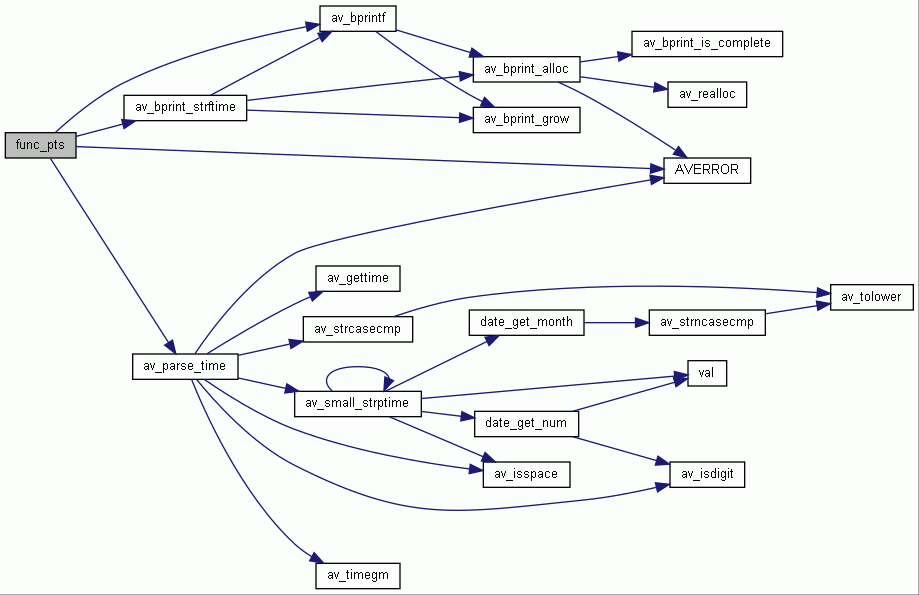 av_bprintf
av_bprint_is_complete
av_bprint_alloc
av_realloc
av_bprint_strftime
av_bprint_grow
func_pts
AVERROR
av_gettime
av_tolower
av_strcasecmp
date_get_month
av_strncasecmp
av_parse_time
val
av_small_strptime
date_get_num
av_isspace
av_isdigit
av_timegm